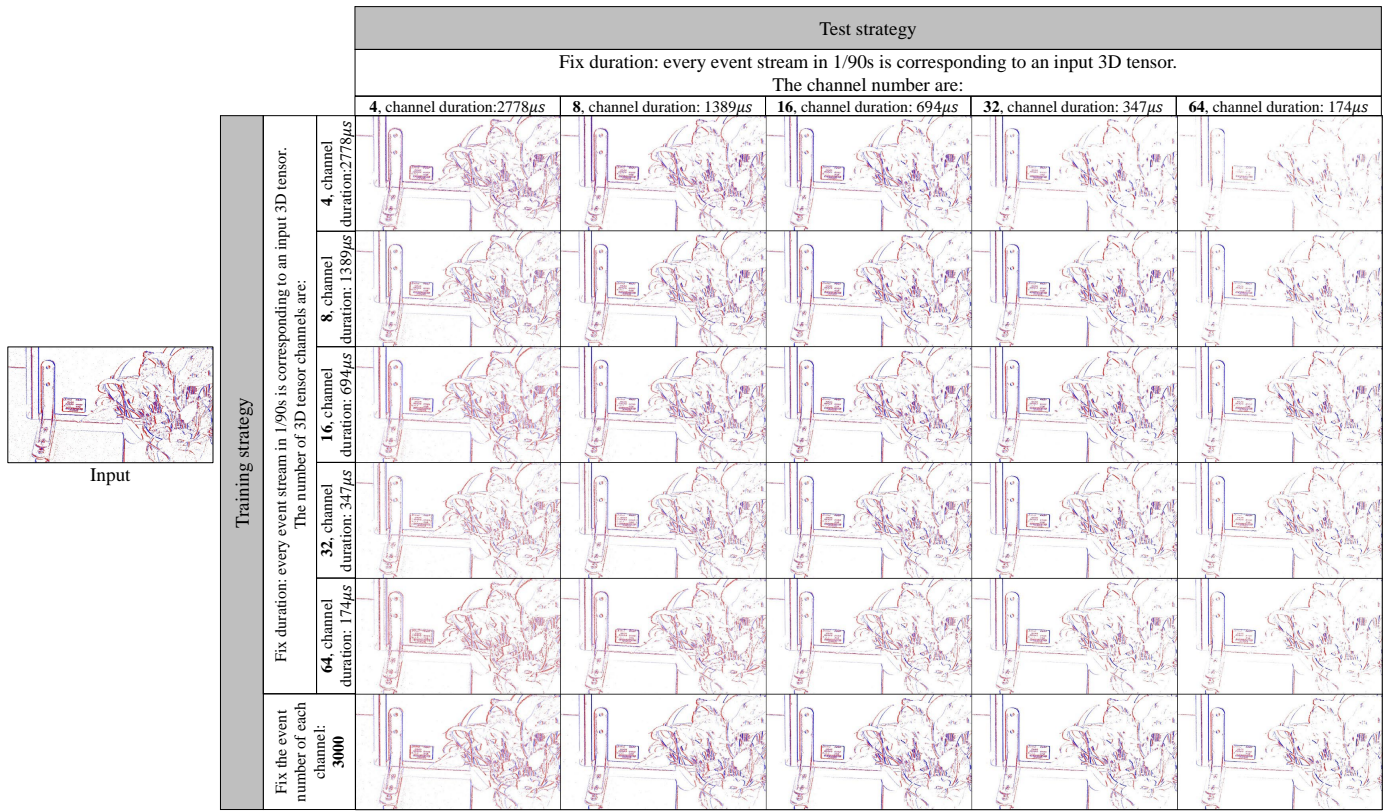 Test strategy
Fix duration: every event stream in 1/90s is corresponding to an input 3D tensor.
The channel number are:
4, channel duration:2778μs
8, channel duration: 1389μs
16, channel duration: 694μs
32, channel duration: 347μs
64, channel duration: 174μs
Input
Training strategy
Fix duration: every event stream in 1/90s is corresponding to an input 3D tensor.
The number of 3D tensor channels are:
4, channel
duration:2778μs
8, channel
duration: 1389μs
16, channel
duration: 694μs
32, channel
duration: 347μs
64, channel
duration: 174μs
Fix the event
number of each
channel:
3000